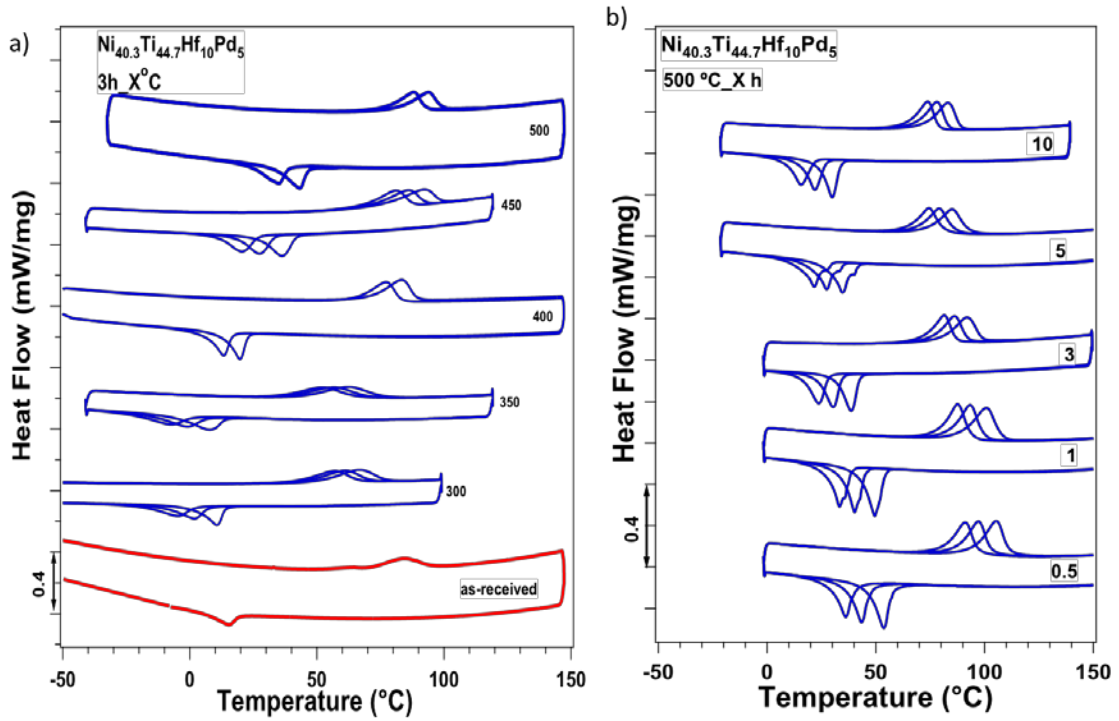 a)
Ni40.3Ti44.7Hf10Pd5
3h_X°C
500
450
400
350
300
as-received
0.4
Heat Flow (mW/mg)
-50 0 50 100 150
Temperature (°C)
b)
Ni40.3Ti44.7Hf10Pd5
500 ºC_X h
10
5
3
1
0.5
0.4
Heat Flow (mW/mg)
-50 0 50 100 150
Temperature (°C)